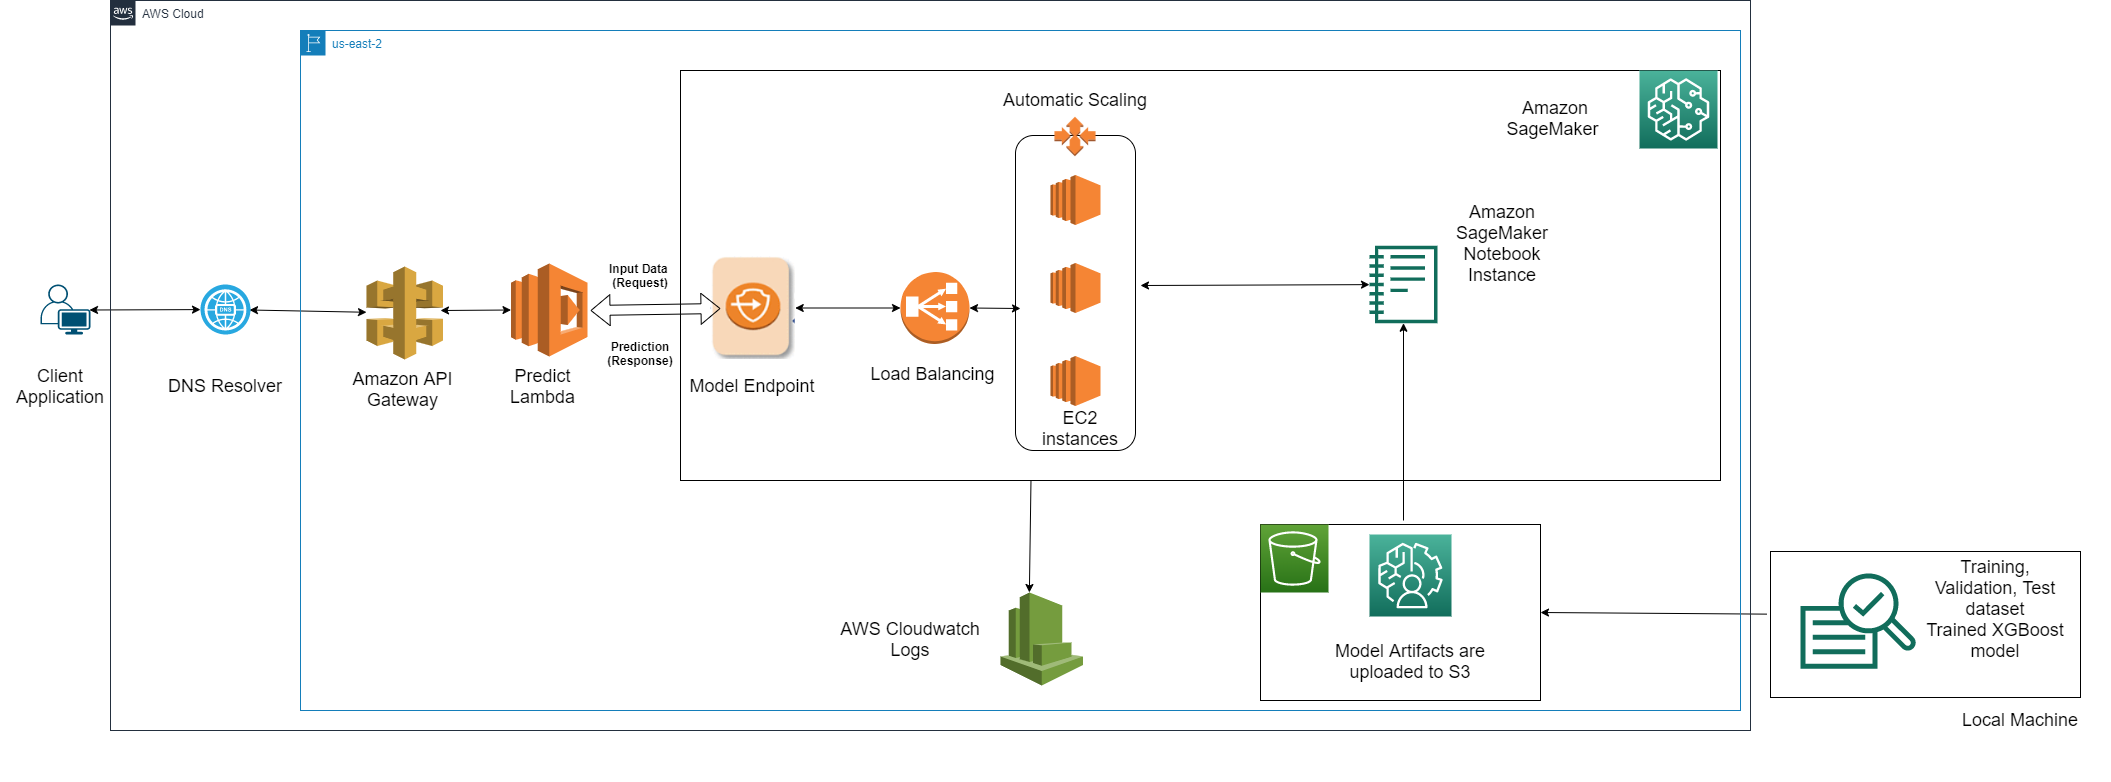 aws
AWS Cloud
us-east-2
Automatic Scaling
Amazon
SageMaker
Amazon
SageMaker
Notebook
Instance
Input Data
(Request)
DNS
Prediction
(Response)
Client
Application
DNS Resolver
Amazon API
Gateway
Predict
Lambda
Model Endpoint
Load Balancing
EC2
instances
AWS Cloudwatch
Logs
Model Artifacts are
uploaded to S3
Training,
Validation, Test
dataset
Trained XGBoost
model
Local Machine